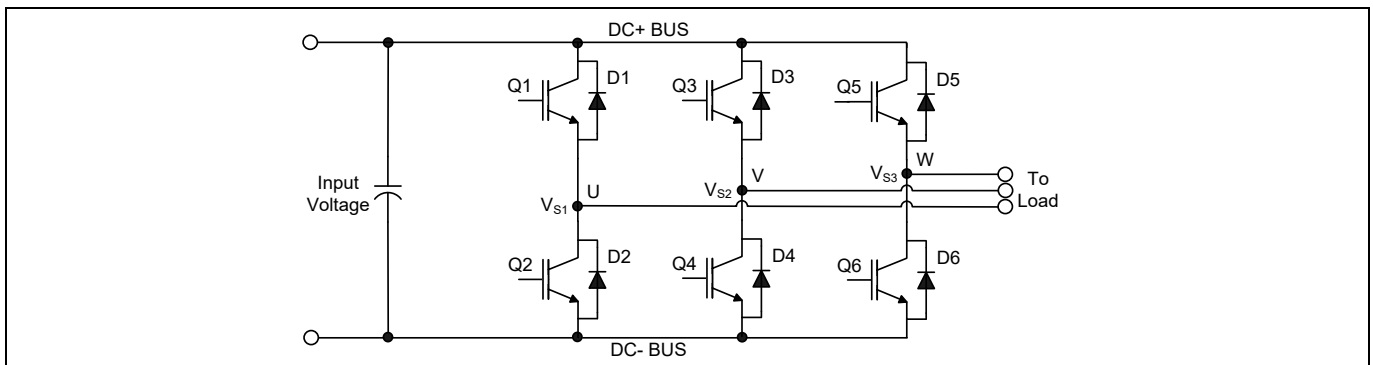 DC+ BUS
Q1
D1
Q3
D3
Q5
D5
Input
Voltage
U
V
W
VS1
VS2
VS3
To
Load
Q2
D2
Q4
D4
Q6
D6
DC- BUS